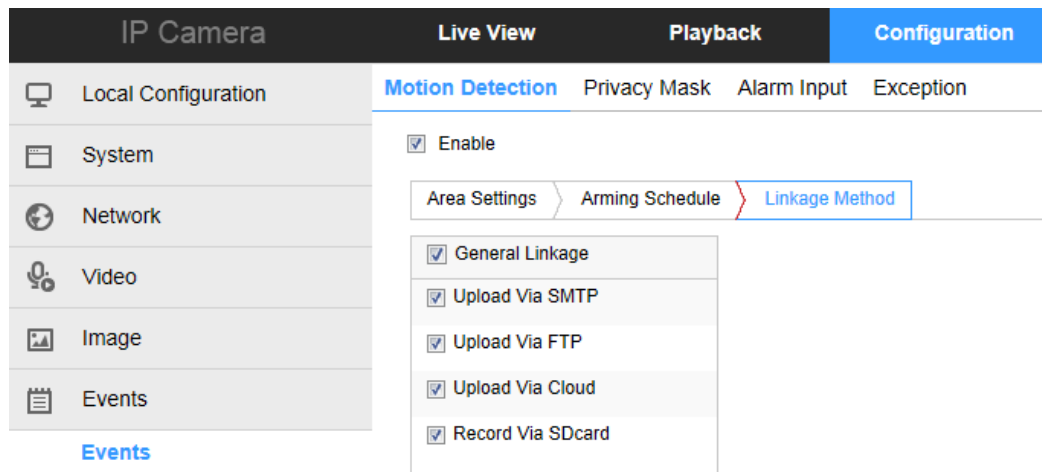 IP Camera Live View Playback Configuration
Local Configuration
System
Network
Video
Image
Events
Events
Motion Detection Privacy Mask Alarm Input Exception
Enable
Area Settings Arming Schedule Linkage Method
General Linkage
Upload Via SMTP
Upload Via FTP
Upload Via Cloud
Record Via SDcard